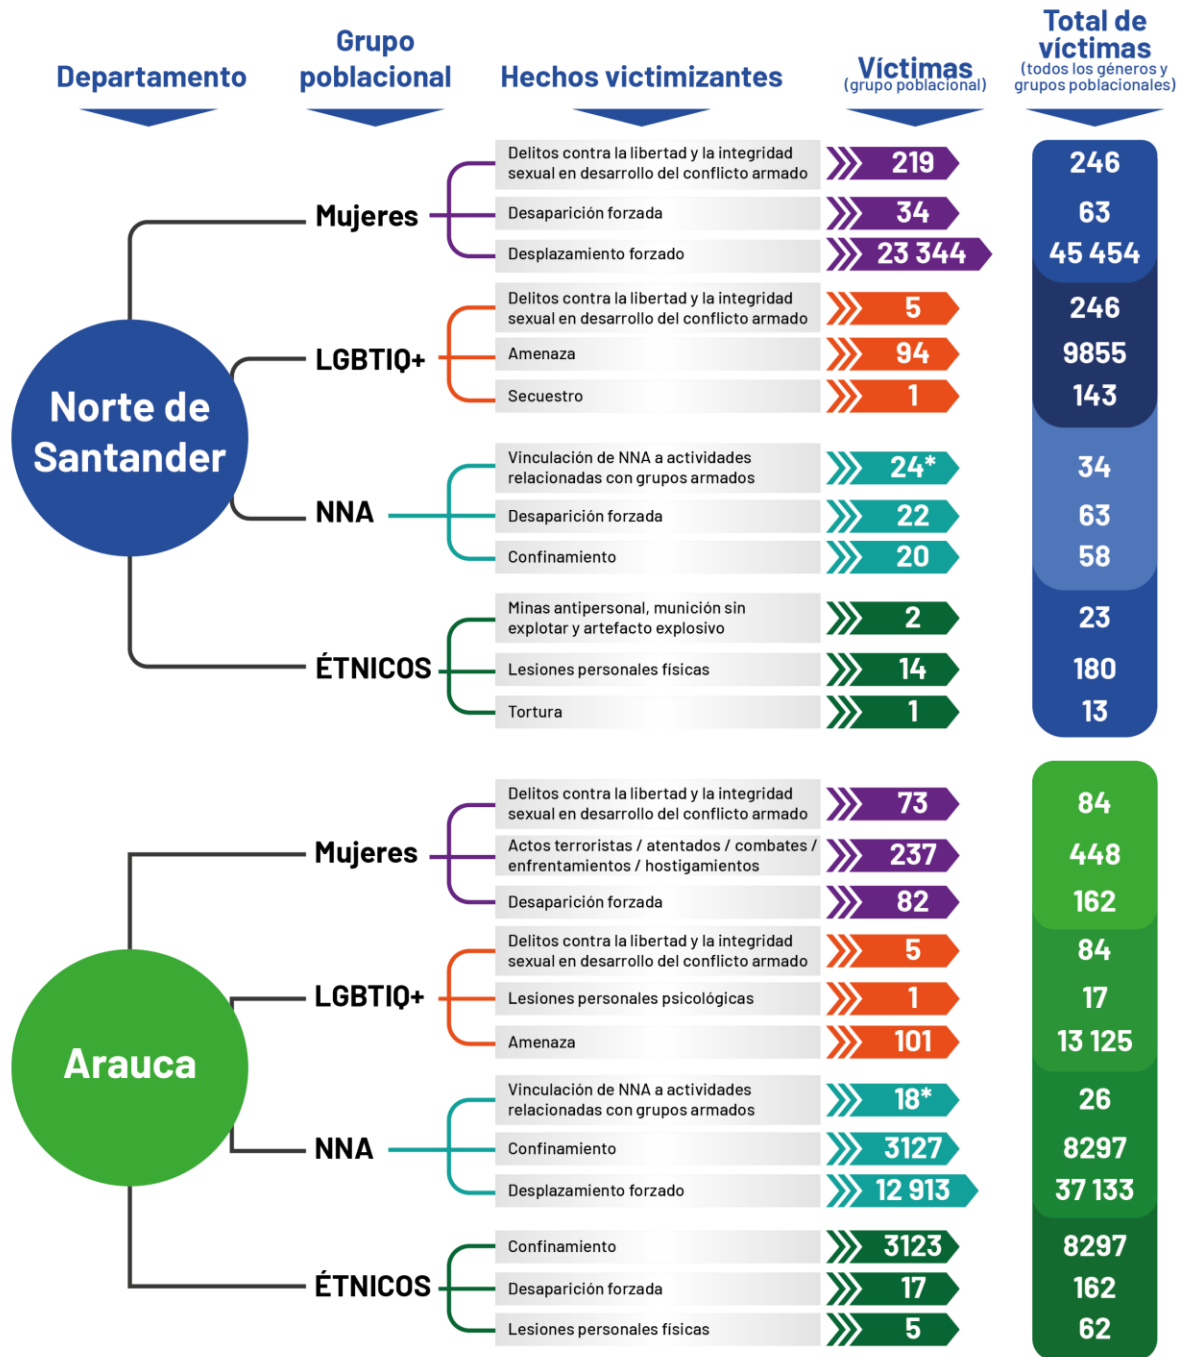 Departamento
Grupo
poblacional
Hechos victimizantes
Víctimas
(grupo poblacional)
Total de
víctimas
(todos los géneros y
grupos poblacionales)
Norte de
Santander
Mujeres
Delitos contra la libertad y la integridad
sexual en desarrollo del conflicto armado
219
246
Desaparición forzada
34
63
Desplazamiento forzado
23 344
45 454
LGBTIQ+
Delitos contra la libertad y la integridad
sexual en desarrollo del conflicto armado
5
246
Amenaza
94
9855
Secuestro
1
143
NNA
Vinculación de NNA a actividades
relacionadas con grupos armados
24*
34
Desaparición forzada
22
63
Confinamiento
20
58
ÉTNICOS
Minas antipersonal, munición sin
explotar y artefacto explosivo
2
23
Lesiones personales físicas
14
180
Tortura
1
13
Arauca
Mujeres
Delitos contra la libertad y la integridad
sexual en desarrollo del conflicto armado
73
84
Actos terroristas / atentados / combates /
enfrentamientos / hostigamientos
237
448
Desaparición forzada
82
162
LGBTIQ+
Delitos contra la libertad y la integridad
sexual en desarrollo del conflicto armado
5
84
Lesiones personales psicológicas
1
17
Amenaza
101
13 125
NNA
Vinculación de NNA a actividades
relacionadas con grupos armados
18*
26
Confinamiento
3127
8297
Desplazamiento forzado
12 913
37 133
ÉTNICOS
Confinamiento
3123
8297
Desaparición forzada
17
162
Lesiones personales físicas
5
62